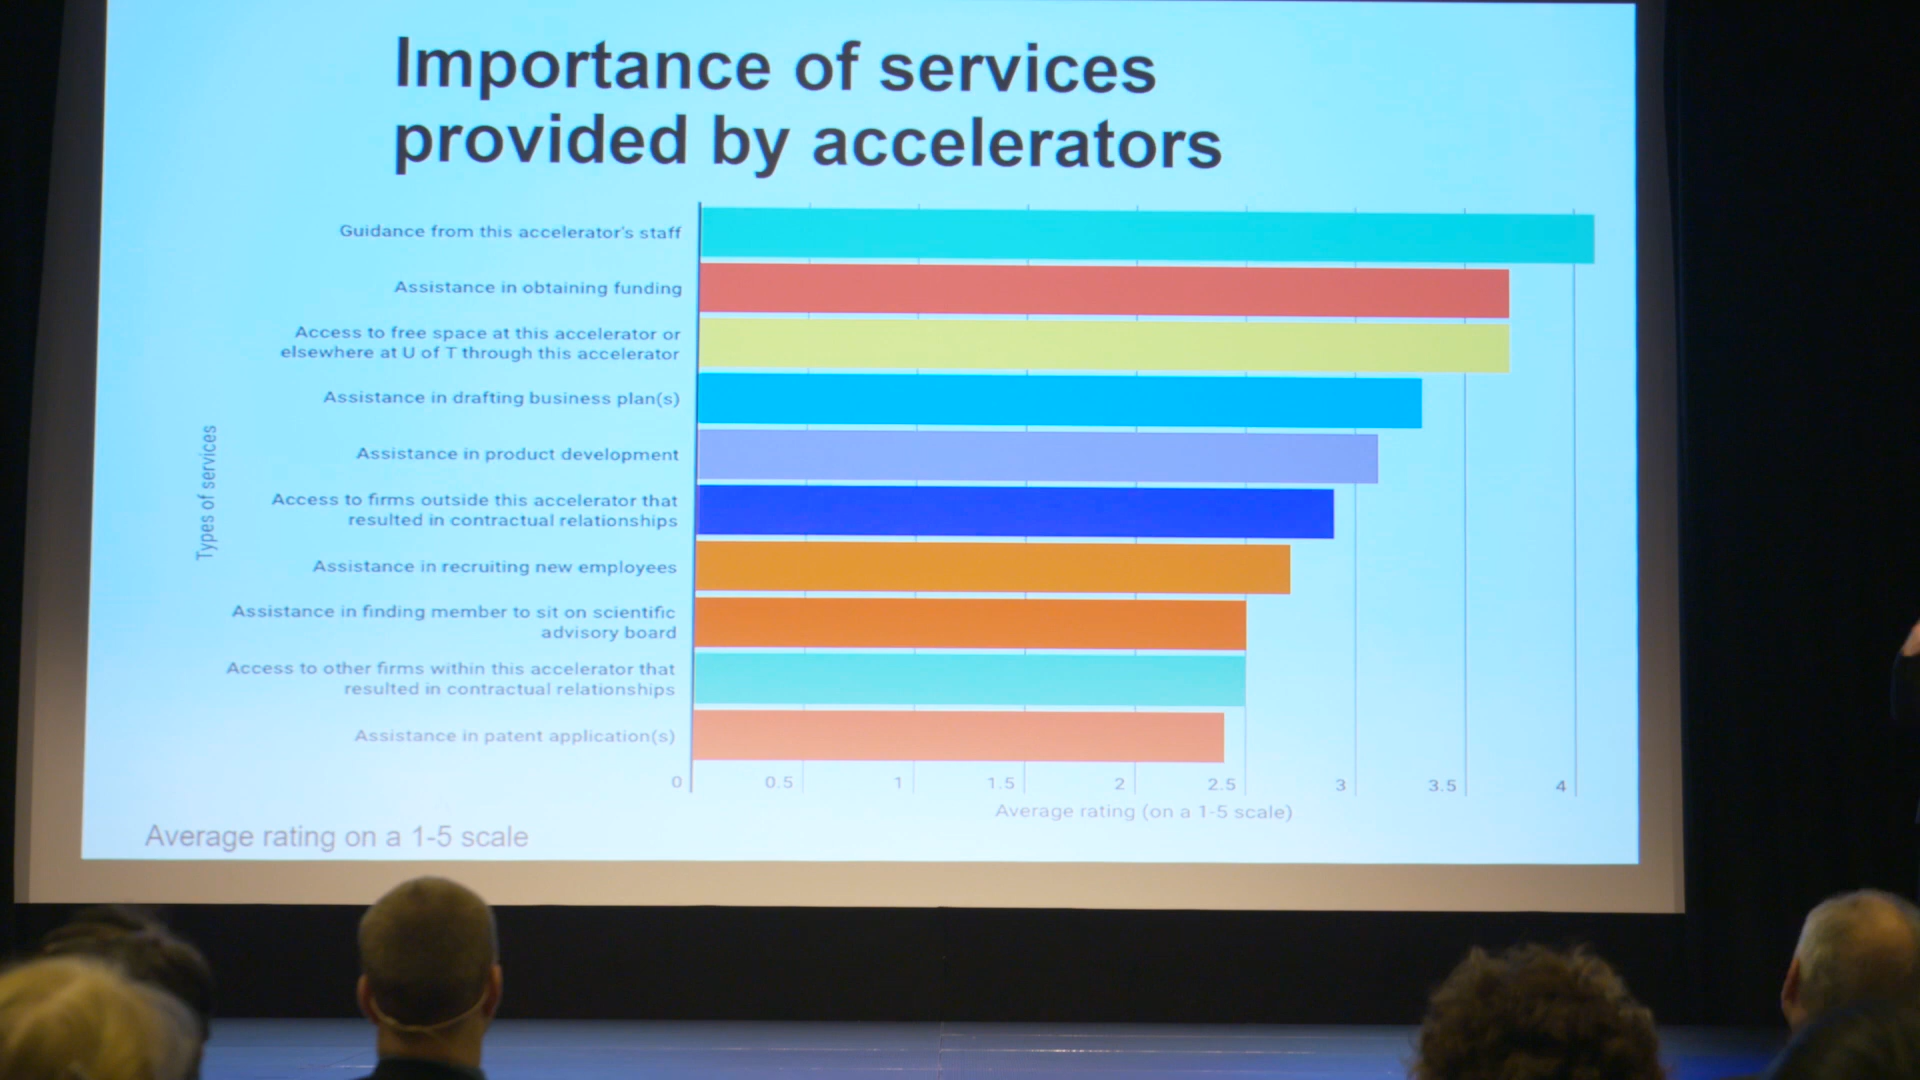 Importance of services
provided by accelerators
Types of services
Guidance from this accelerator's staff
Assistance in obtaining funding
Access to free space at this accelerator or
elsewhere at U of T through this accelerator
Assistance in drafting business plan(s)
Assistance in product development
Access to firms outside this accelerator that
resulted in contractual relationships
Assistance in recruiting new employees
Assistance in finding member to sit on scientific
advisory board
Access to other firms within this accelerator that
resulted in contractual relationships
Assistance in patent application(s)
0 0.5 1 1.5 2 2.5 3 3.5 4
Average rating (on a 1-5 scale)
Average rating on a 1-5 scale